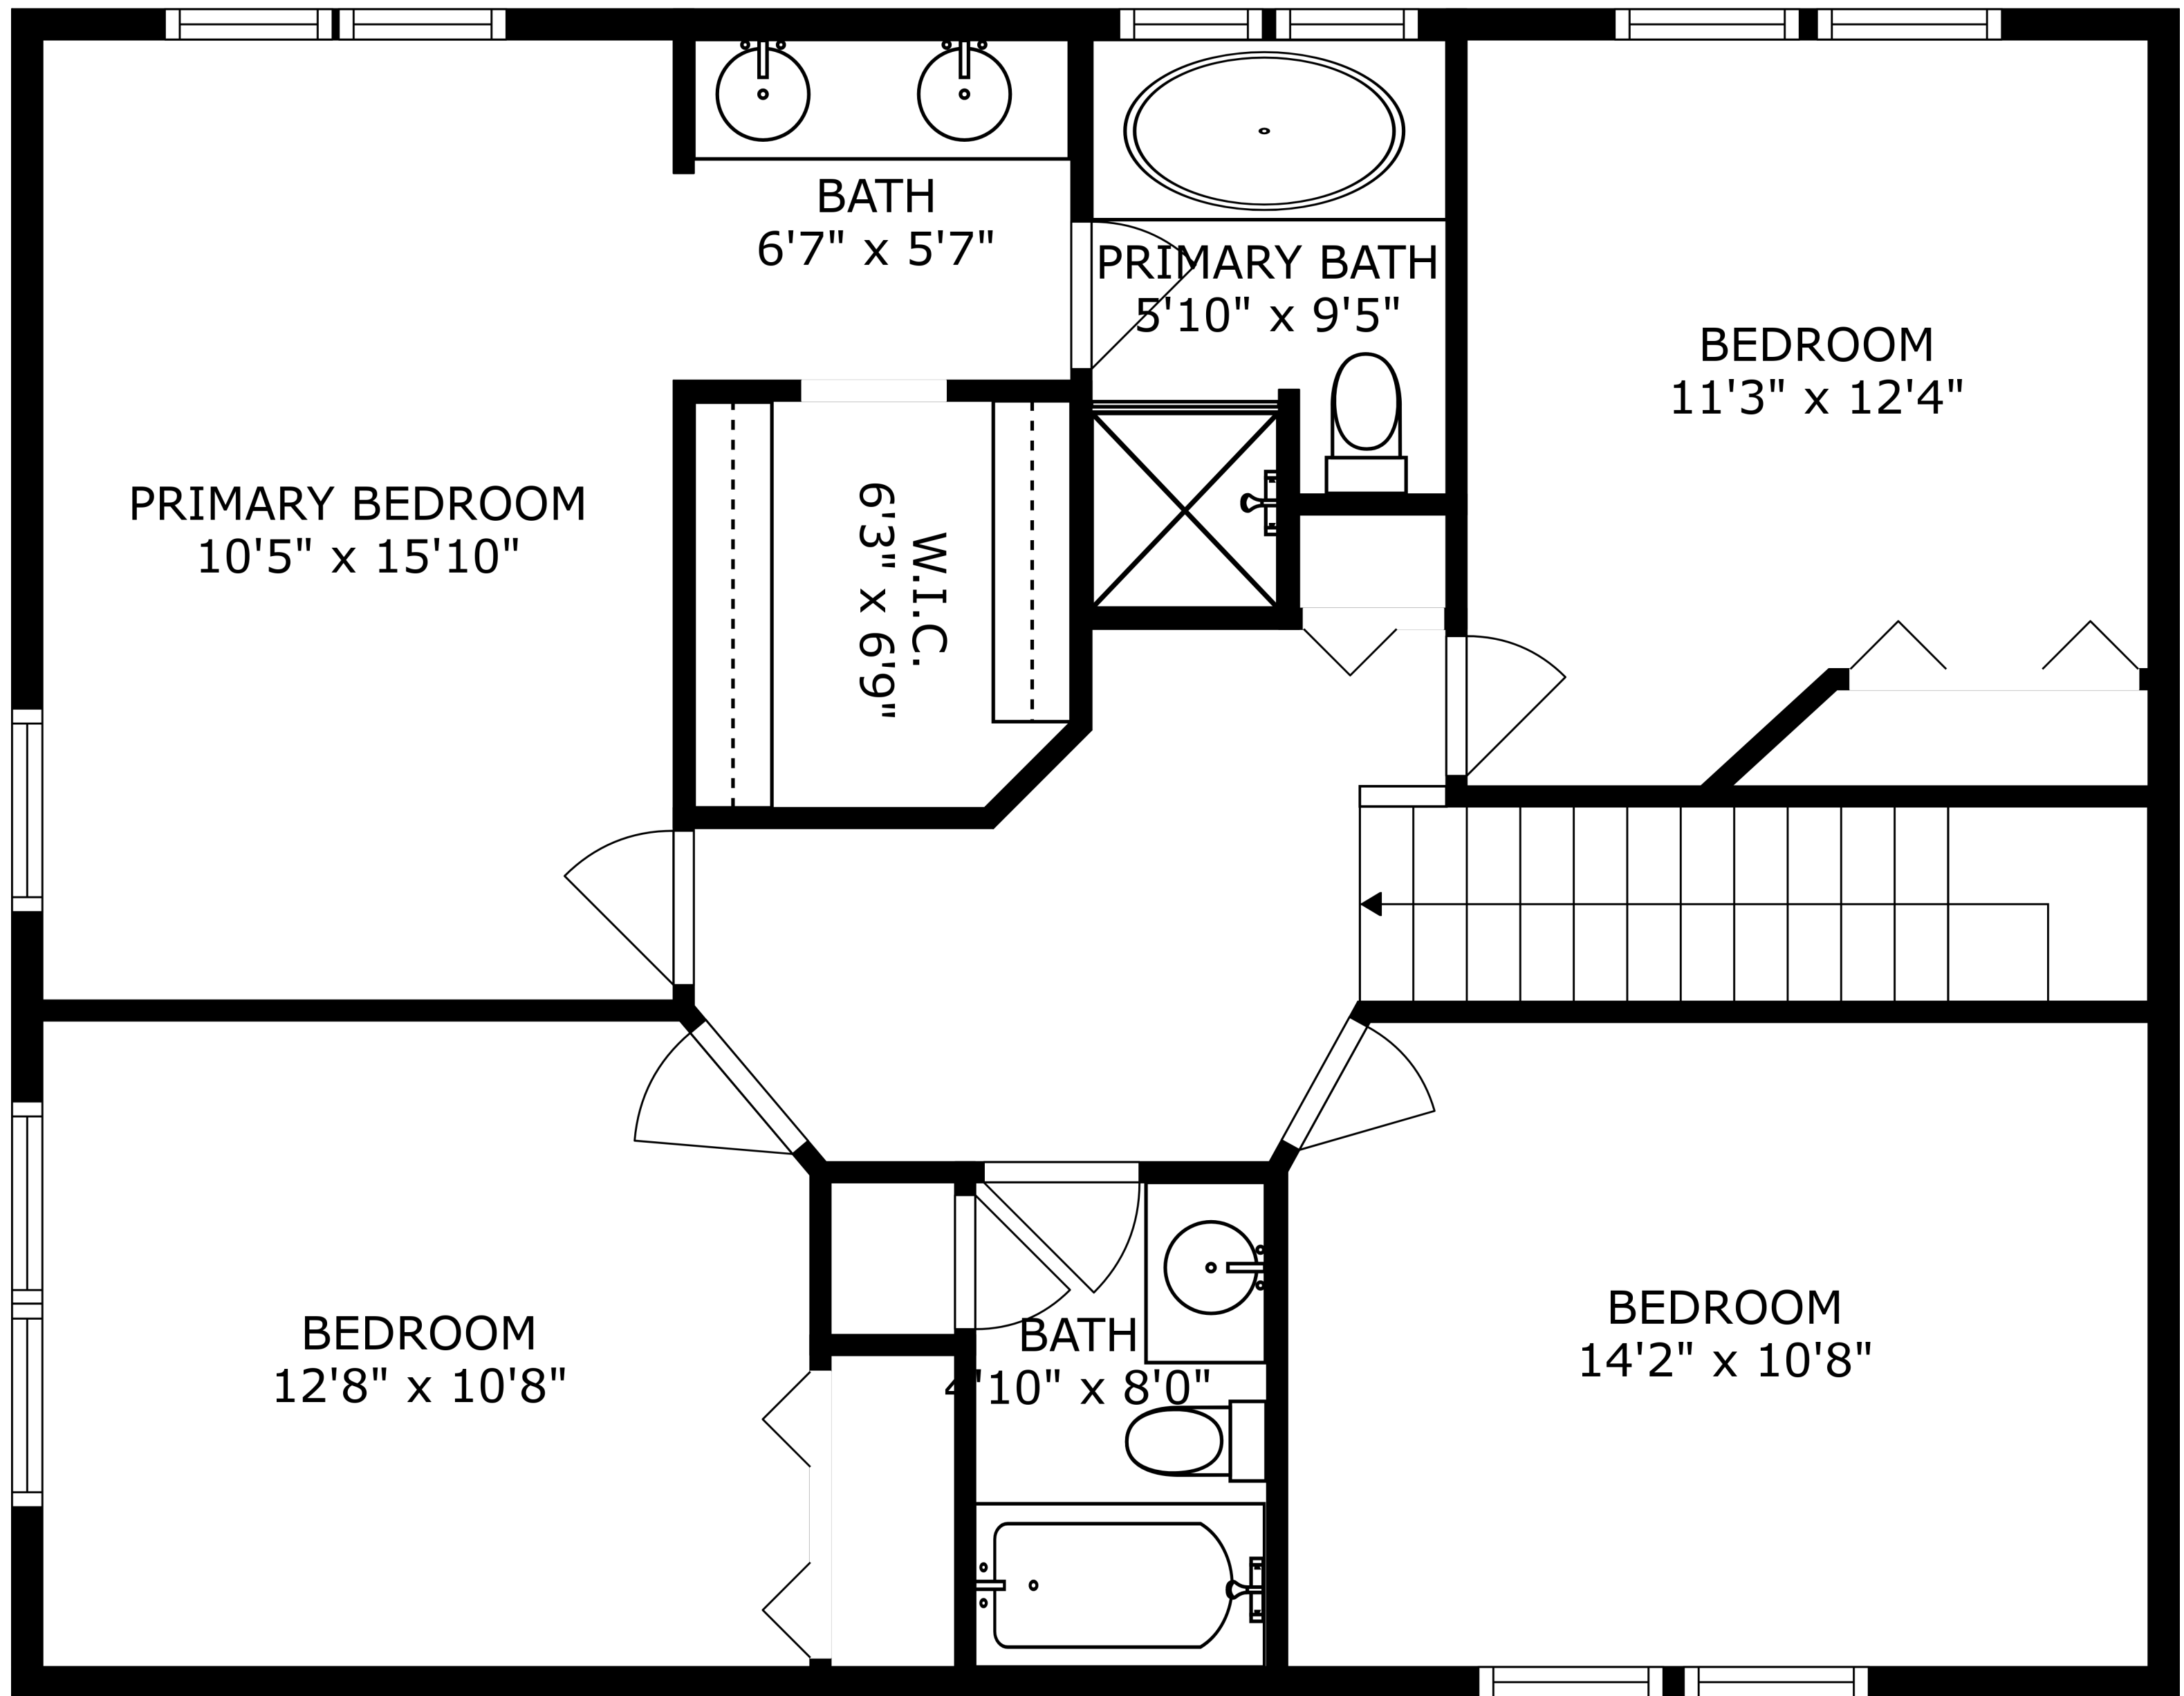 BATH
6'7" x 5'7"
PRIMARY BATH
5'10" x 9'5"
BEDROOM
11'3" x 12'4"
PRIMARY BEDROOM
10'5" x 15'10"
W.I.C.
6'3" x 6'9"
BEDROOM
12'8" x 10'8"
BATH
4'10" x 8'0"
BEDROOM
14'2" x 10'8"